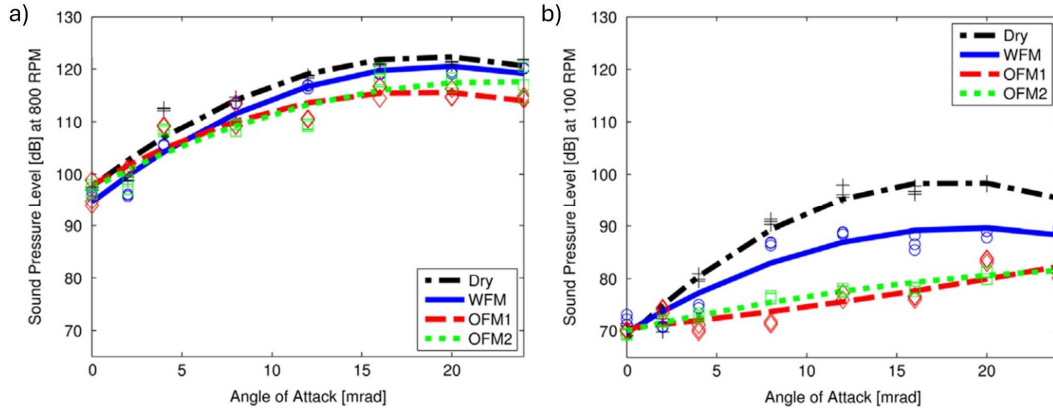 a)
Sound Pressure Level [dB] at 800 RPM
130
120
110
100
90
80
70
0 5 10 15 20
Angle of Attack [mrad]
Dry
WFM
OFM1
OFM2
b)
Sound Pressure Level [dB] at 100 RPM
130
120
110
100
90
80
70
0 5 10 15 20
Angle of Attack [mrad]
Dry
WFM
OFM1
OFM2